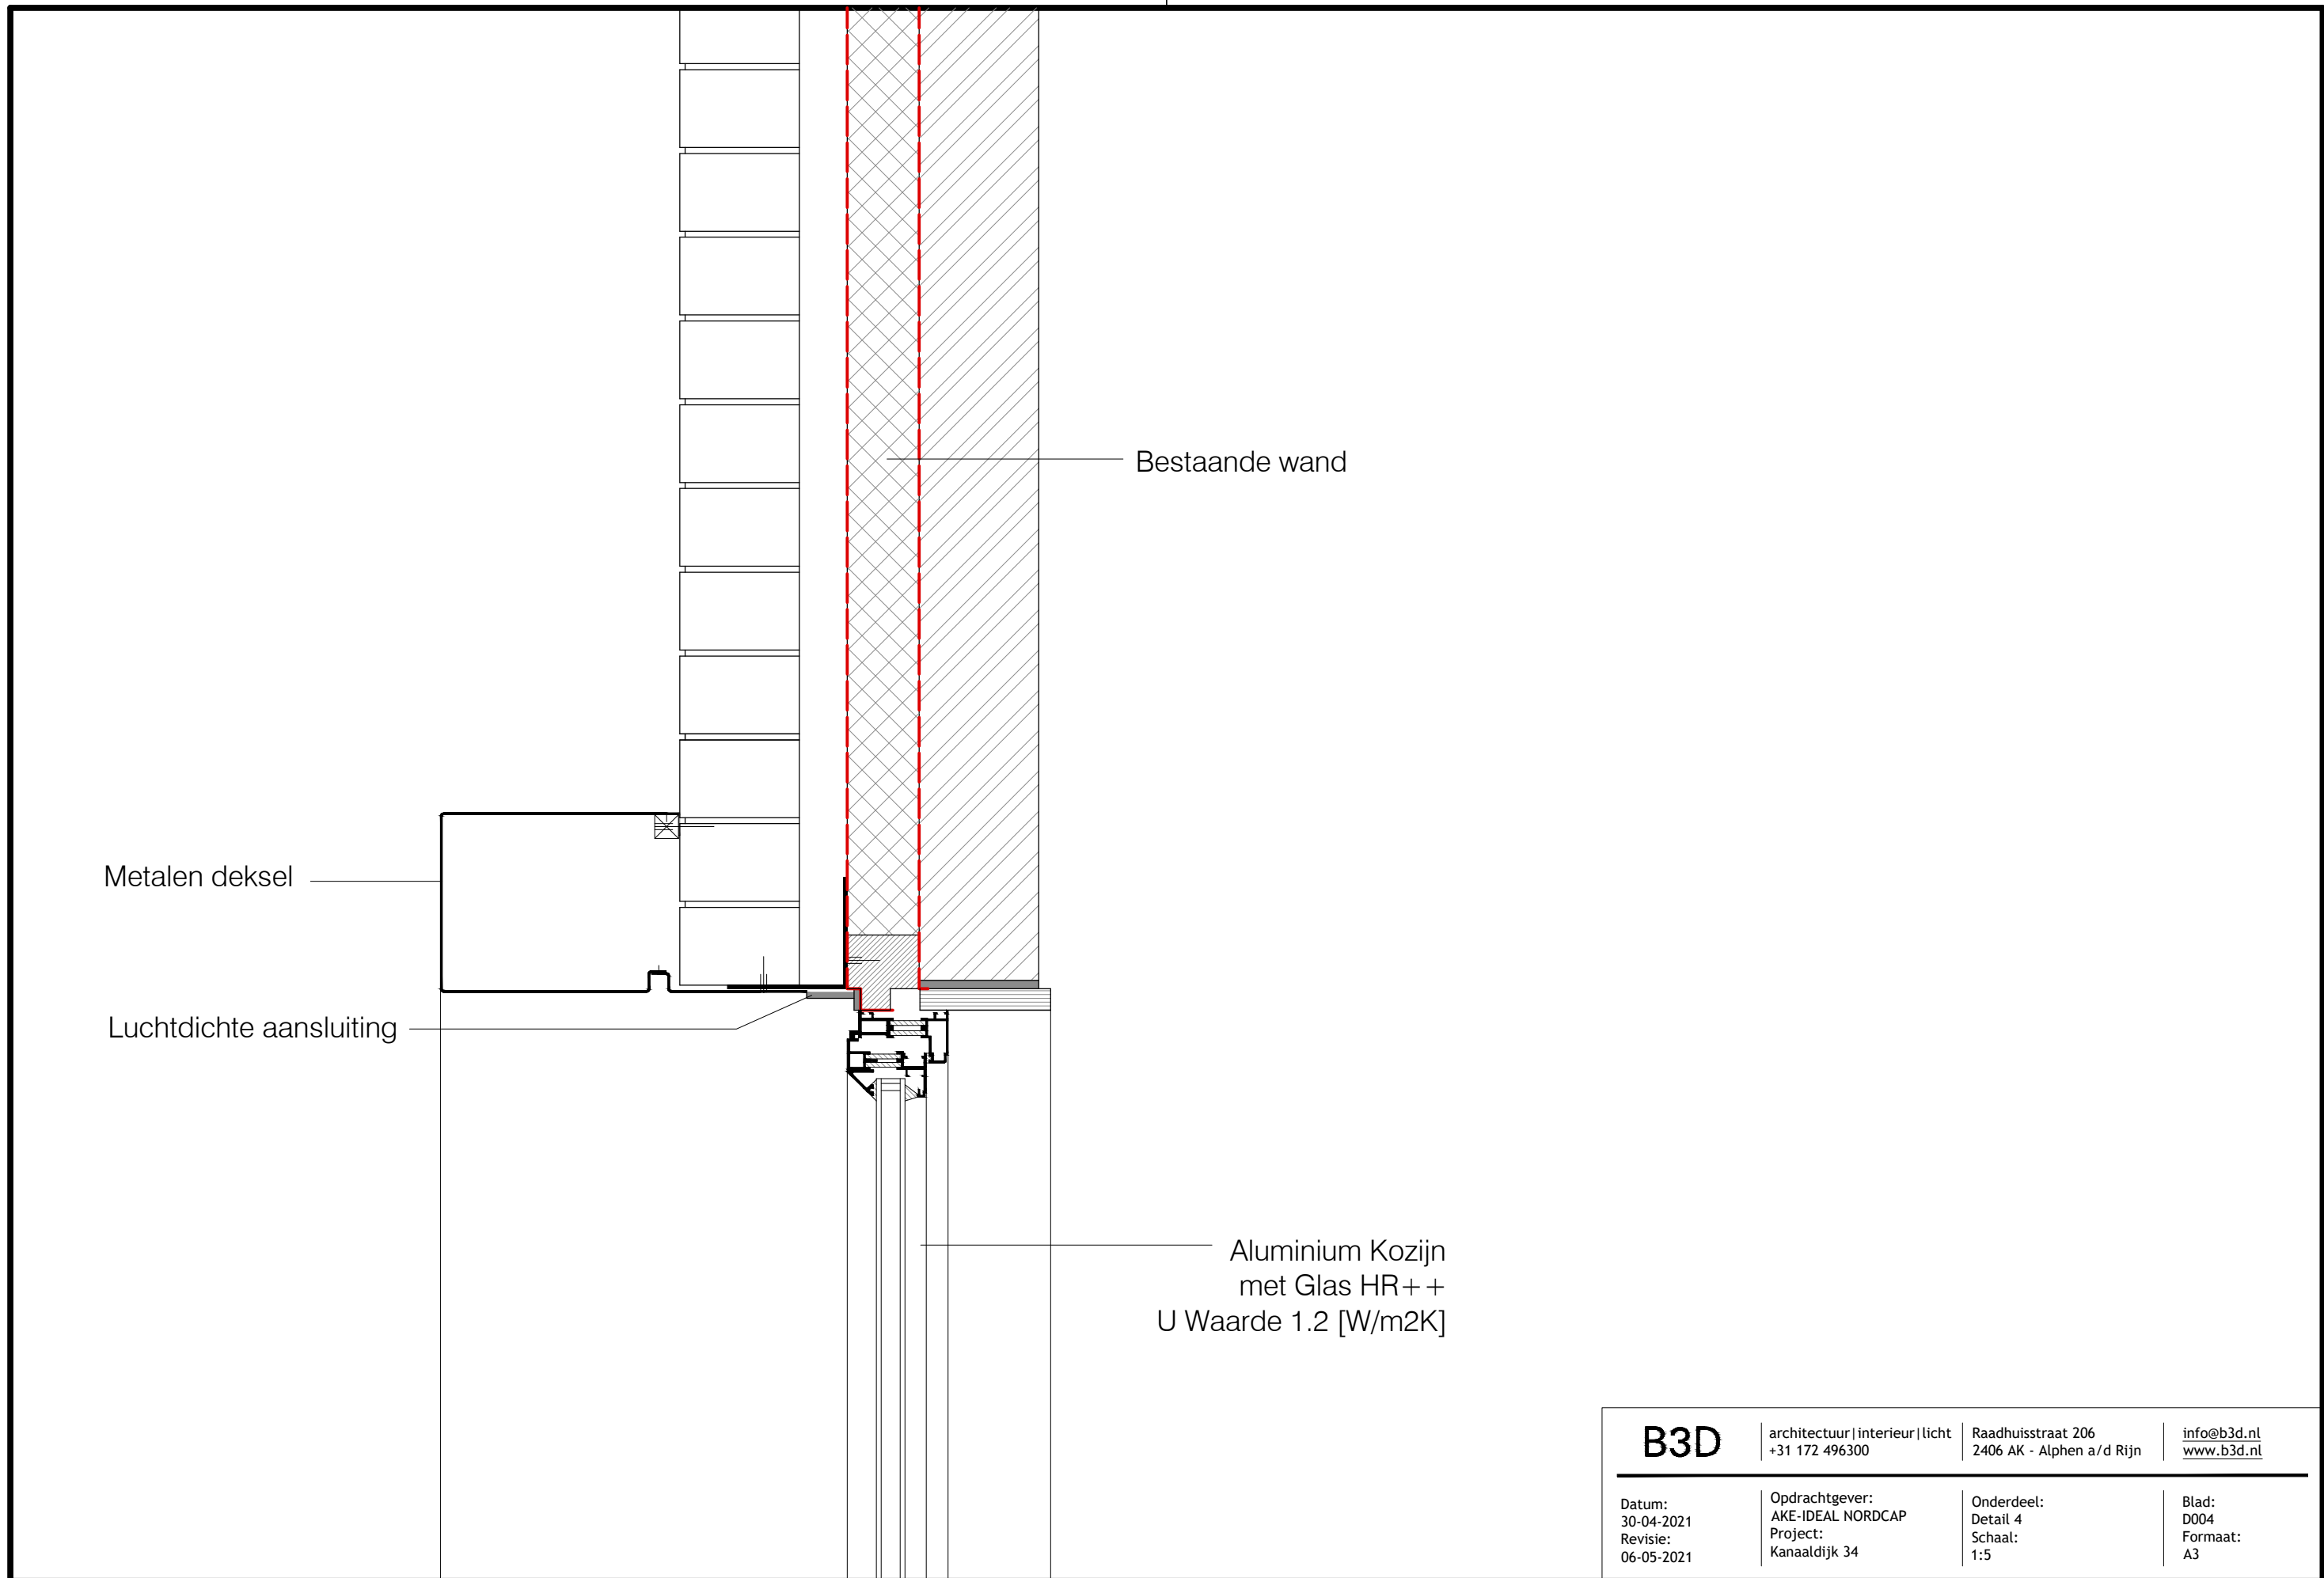 Bestaande wand
Metalen deksel
Luchtdichte aansluiting
Aluminium Kozijn
met Glas HR++
U Waarde 1.2 [W/m2K]
B3D
architectuur|interieur|licht
+31 172 496300
Raadhuisstraat 206
2406 AK - Alphen a/d Rijn
info@b3d.nl
www.b3d.nl
Datum:
30-04-2021
Revisie:
06-05-2021
Opdrachtgever:
AKE-IDEAL NORDCAP
Project:
Kanaaldijk 34
Onderdeel:
Detail 4
Schaal:
1:5
Blad:
D004
Formaat:
A3